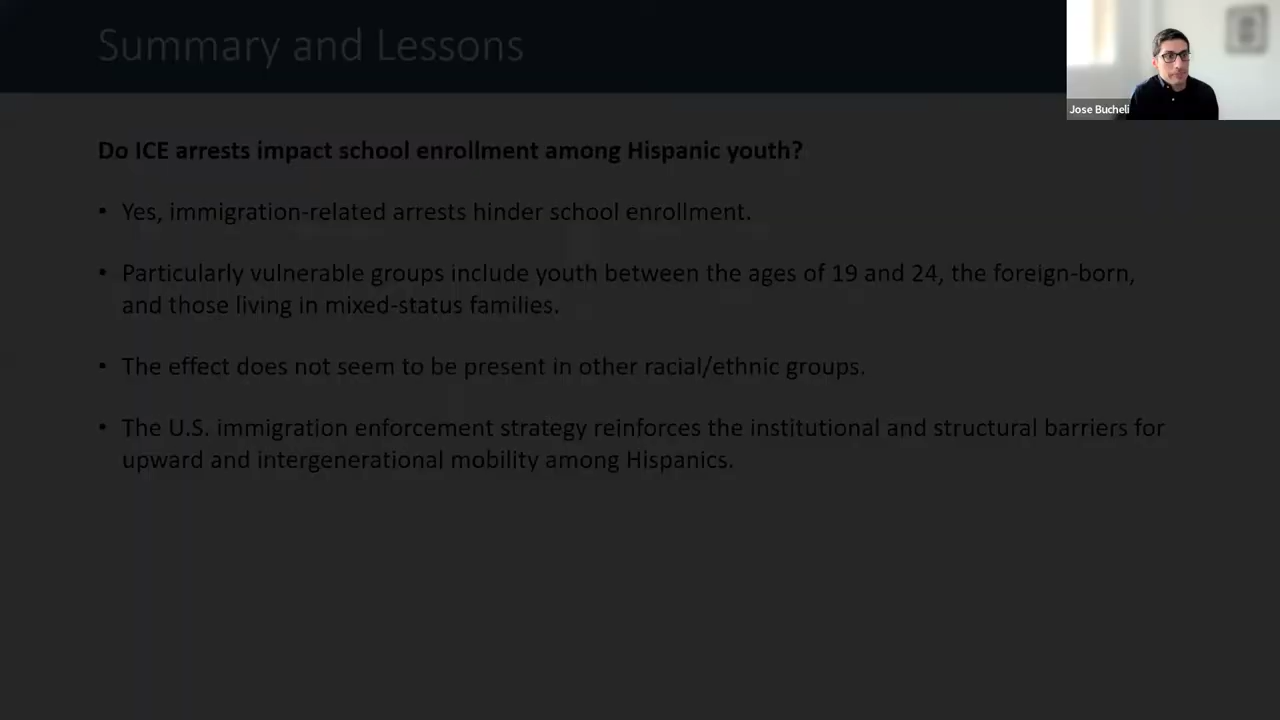 Summary and Lessons
Jose Bucheli
Do ICE arrests impact school enrollment among Hispanic youth?
• Yes, immigration-related arrests hinder school enrollment.
• Particularly vulnerable groups include youth between the ages of 19 and 24, the foreign-born,
and those living in mixed-status families.
• The effect does not seem to be present in other racial/ethnic groups.
• The U.S. immigration enforcement strategy reinforces the institutional and structural barriers for
upward and intergenerational mobility among Hispanics.